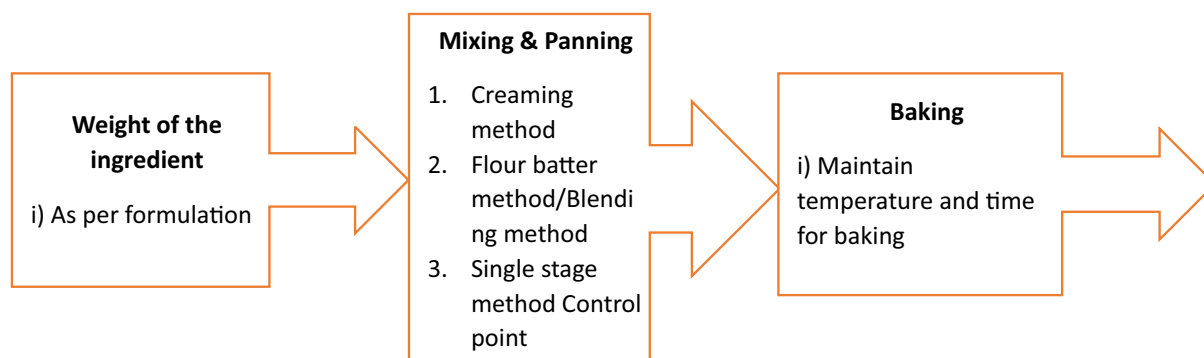 Weight of the
ingredient
i) As per formulation
Mixing & Panning
1. Creaming
method
2. Flour batter
method/Blendi
ng method
3. Single stage
method Control
point
Baking
i) Maintain
temperature and time
for baking